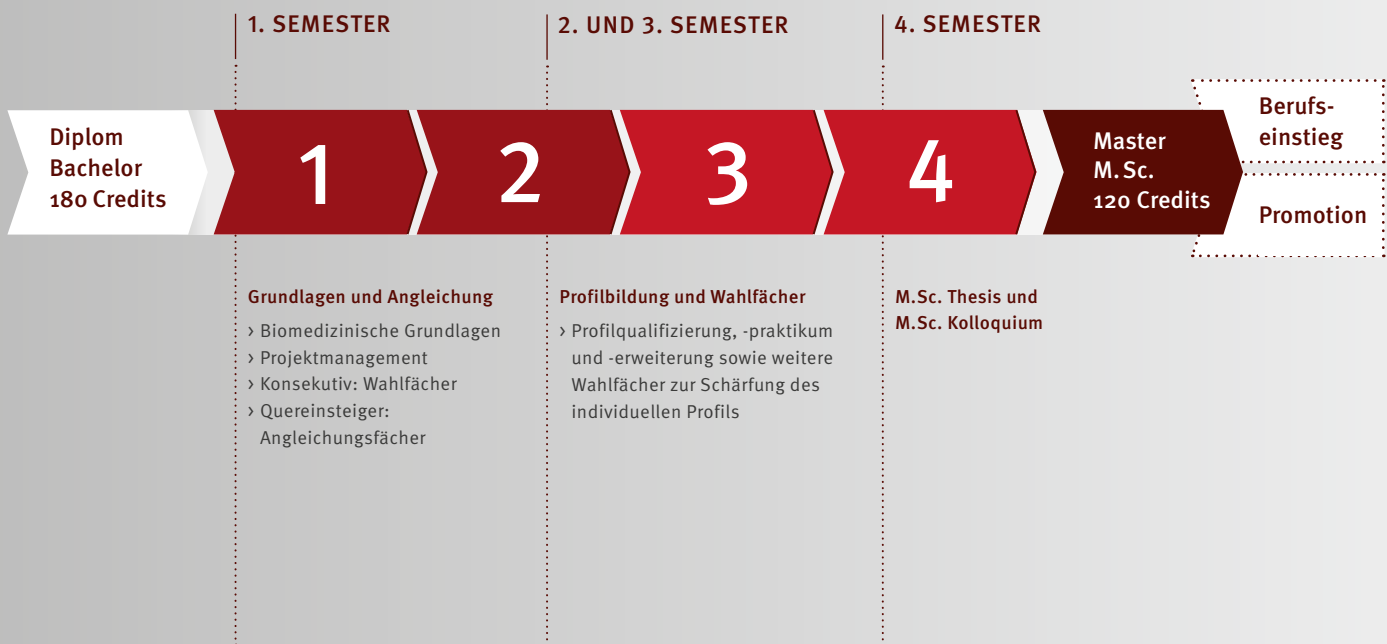 1. SEMESTER
2. UND 3. SEMESTER
4. SEMESTER
Diplom
Bachelor
180 Credits
1
2
3
4
Master
M. Sc.
120 Credits
Berufs-
einstieg
Promotion
Grundlagen und Angleichung
› Biomedizinische Grundlagen
› Projektmanagement
› Konsekutiv: Wahlfächer
› Quereinsteiger:
Angleichungsfächer
Profilbildung und Wahlfächer
› Profilqualifizierung, -praktikum
und -erweiterung sowie weitere
Wahlfächer zur Schärfung des
individuellen Profils
M.Sc. Thesis und
M.Sc. Kolloquium